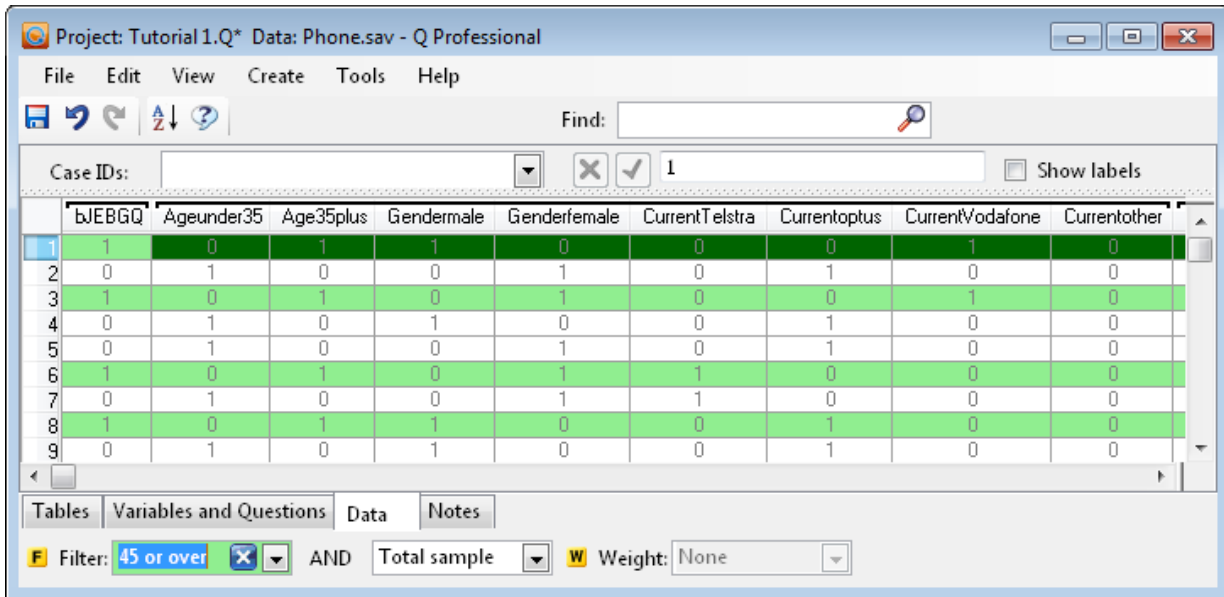 Project: Tutorial 1.Q* Data: Phone.sav - Q Professional
File Edit View Create Tools Help
Find:
Case IDs: 1 Show labels
bJEBGQ Ageunder35 Age35plus Gendermale Genderfemale CurrentTelstra Currentoptus CurrentVodafone Currentother
1 1 0 1 1 0 0 0 1 0
2 0 1 0 0 1 0 1 0 0
3 1 0 1 0 1 0 0 1 0
4 0 1 0 1 0 0 1 0 0
5 0 1 0 0 1 0 1 0 0
6 1 0 1 0 1 1 0 0 0
7 0 1 0 0 1 1 0 0 0
8 1 0 1 1 0 0 1 0 0
9 0 1 0 1 0 0 1 0 0
Tables Variables and Questions Data Notes
F Filter: 45 or over AND Total sample W Weight: None